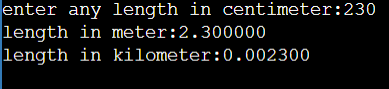 enter any length in centimeter:230
length in meter:2.300000
length in kilometer:0.002300